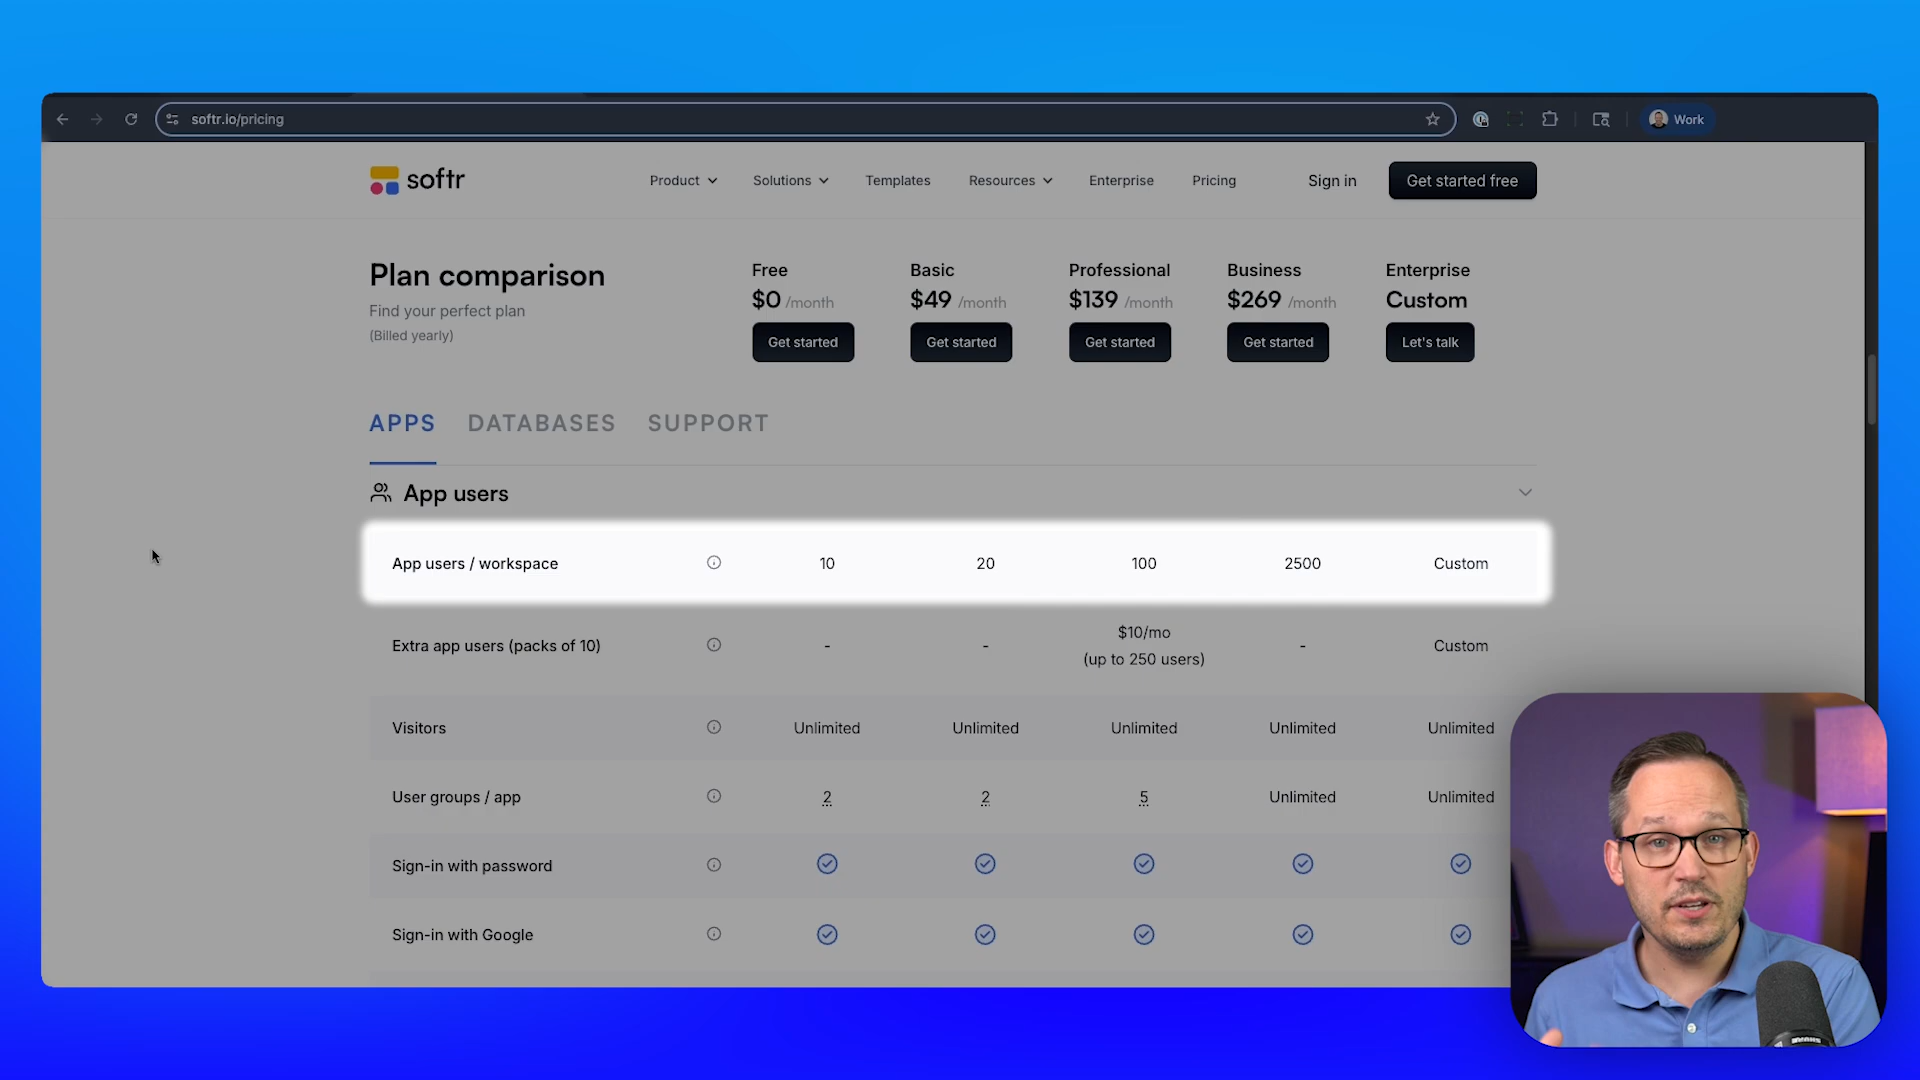 softr.io/pricing
Work
softr
Product
Solutions
Templates
Resources
Enterprise
Pricing
Sign in
Get started free
Plan comparison
Find your perfect plan
(Billed yearly)
Free
$0 /month
Get started
Basic
$49 /month
Get started
Professional
$139 /month
Get started
Business
$269 /month
Get started
Enterprise
Custom
Let's talk
APPS DATABASES SUPPORT
App users
App users / workspace 10 20 100 2500 Custom
Extra app users (packs of 10) - - $10/mo (up to 250 users) - Custom
Visitors Unlimited Unlimited Unlimited Unlimited Unlimited
User groups / app 2 2 5 Unlimited Unlimited
Sign-in with password
Sign-in with Google